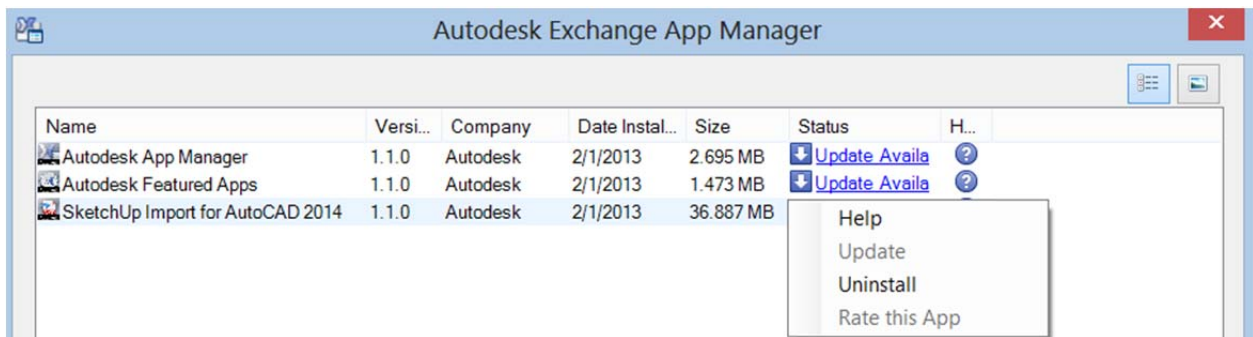 Autodesk Exchange App Manager
Name Versi... Company Date Instal... Size Status H...
Autodesk App Manager 1.1.0 Autodesk 2/1/2013 2.695 MB Update Availa
Autodesk Featured Apps 1.1.0 Autodesk 2/1/2013 1.473 MB Update Availa
SketchUp Import for AutoCAD 2014 1.1.0 Autodesk 2/1/2013 36.887 MB
Help
Update
Uninstall
Rate this App